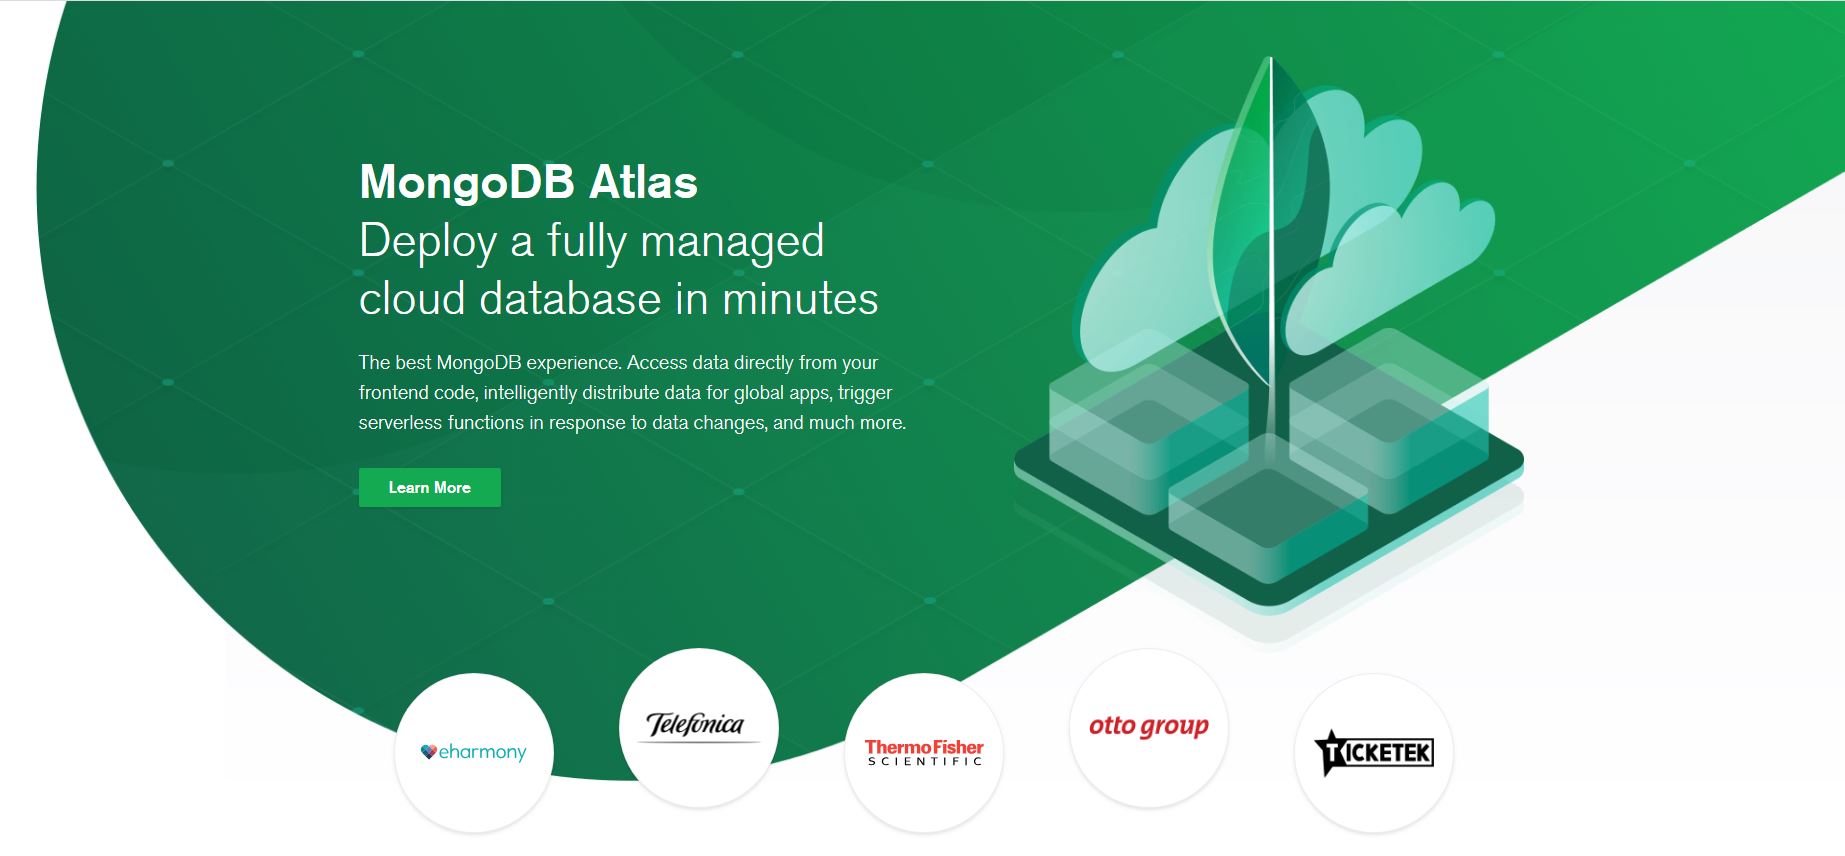 MongoDB Atlas
Deploy a fully managed
cloud database in minutes
The best MongoDB experience. Access data directly from your
frontend code, intelligently distribute data for global apps, trigger
serverless functions in response to data changes, and much more.
Learn More
eharmony
Telefónica
ThermoFisher
SCIENTIFIC
otto group
TICKETEK